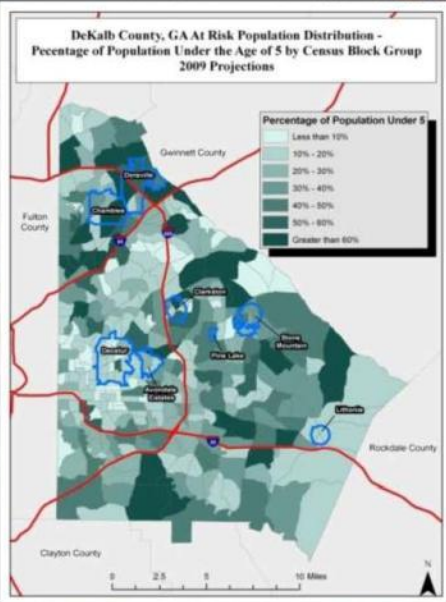 DeKalb County, GA At Risk Population Distribution -
Pecentage of Population Under the Age of 5 by Census Block Group
2009 Projections
Percentage of Population Under 5
Less than 10%
10% - 20%
20% - 30%
30% - 40%
40% - 50%
50% - 60%
Greater than 60%
Gwinnett County
Doraville
Chamblee
Fulton
County
Clarkston
Stone
Mountain
Pine Lake
Decatur
Avondale
Estates
Lithonia
Rockdale County
Clayton County
N
0 2.5 5 10 Miles